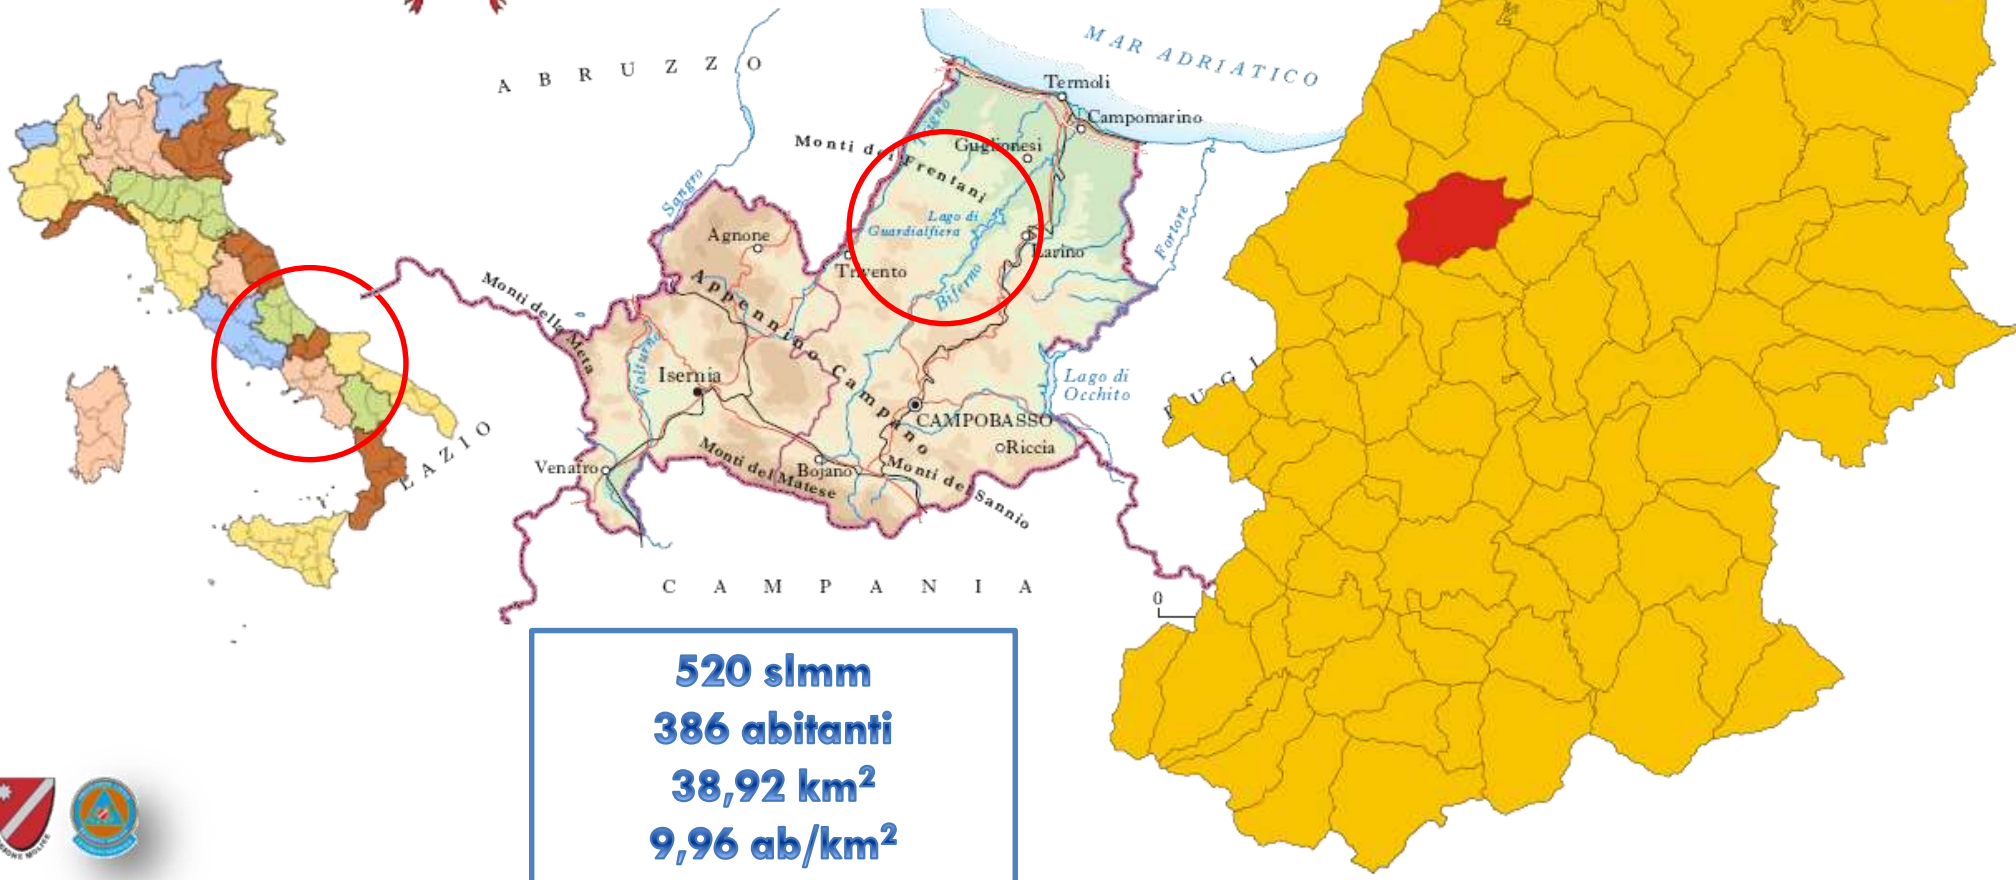 ABRUZZO
MAR ADRIATICO
Termoli
Campomarino
Guglionesi
Trigno
Monti dei Frentani
Sangro
Lago di
Guardialfiera
Agnone
Larino
Fortore
Trivento
Biferno
Monti della Meta
Appennino Campano
Volturno
Isernia
Lago di
Occhito
CAMPOBASSO
Riccia
LAZIO
Venafro
Monti del Matese
Bojano
Monti del Sannio
CAMPANIA
0
520 slmm
386 abitanti
38,92 km²
9,96 ab/km²